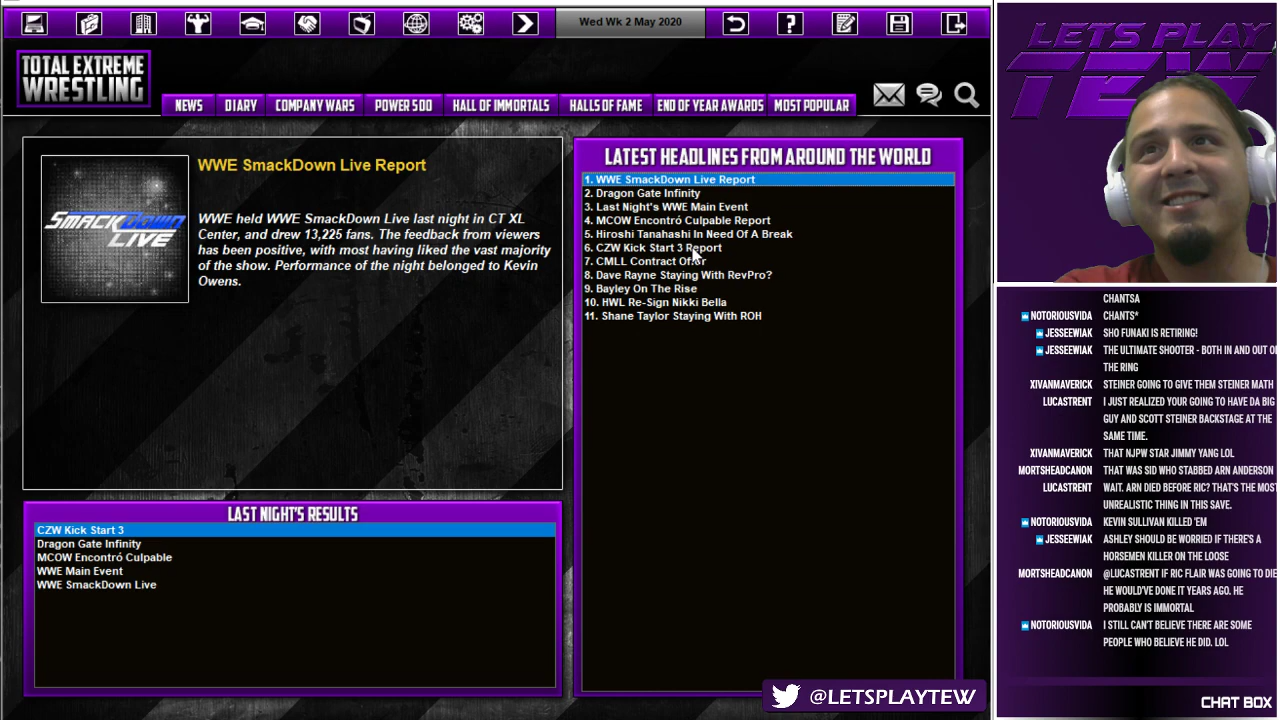 Wed Wk 2 May 2020
LETS PLAY
TEW
TOTAL EXTREME
WRESTLING
NEWS
DIARY
COMPANY WARS
POWER 500
HALL OF IMMORTALS
HALLS OF FAME
END OF YEAR AWARDS
MOST POPULAR
SMACKDOWN
LIVE
WWE SmackDown Live Report
WWE held WWE SmackDown Live last night in CT XL
Center, and drew 13,225 fans. The feedback from viewers
has been positive, with most having liked the vast majority
of the show. Performance of the night belonged to Kevin
Owens.
LATEST HEADLINES FROM AROUND THE WORLD
1. WWE SmackDown Live Report
2. Dragon Gate Infinity
3. Last Night's WWE Main Event
4. MCOW Encontró Culpable Report
5. Hiroshi Tanahashi In Need Of A Break
6. CZW Kick Start 3 Report
7. CMLL Contract Offer
8. Dave Rayne Staying With RevPro?
9. Bayley On The Rise
10. HWL Re-Sign Nikki Bella
11. Shane Taylor Staying With ROH
LAST NIGHT'S RESULTS
CZW Kick Start 3
Dragon Gate Infinity
MCOW Encontró Culpable
WWE Main Event
WWE SmackDown Live
CHANTSA
NOTORIOUSVIDA CHANTS*
JESSEEWIAK SHO FUNAKI IS RETIRING!
JESSEEWIAK THE ULTIMATE SHOOTER - BOTH IN AND OUT OF
THE RING
XIVANMAVERICK STEINER GOING TO GIVE THEM STEINER MATH
LUCASTRENT I JUST REALIZED YOUR GOING TO HAVE DA BIG
GUY AND SCOTT STEINER BACKSTAGE AT THE
SAME TIME.
XIVANMAVERICK THAT NJPW STAR JIMMY YANG LOL
MORTSHEADCANON THAT WAS SID WHO STABBED ARN ANDERSON
LUCASTRENT WAIT. ARN DIED BEFORE RIC? THAT'S THE MOST
UNREALISTIC THING IN THIS SAVE.
NOTORIOUSVIDA KEVIN SULLIVAN KILLED 'EM
JESSEEWIAK ASHLEY SHOULD BE WORRIED IF THERE'S A
HORSEMEN KILLER ON THE LOOSE
MORTSHEADCANON @LUCASTRENT IF RIC FLAIR WAS GOING TO DIE
HE WOULD'VE DONE IT YEARS AGO. HE
PROBABLY IS IMMORTAL
NOTORIOUSVIDA I STILL CAN'T BELIEVE THERE ARE SOME
PEOPLE WHO BELIEVE HE DID. LOL
@LETSPLAYTEW
CHAT BOX